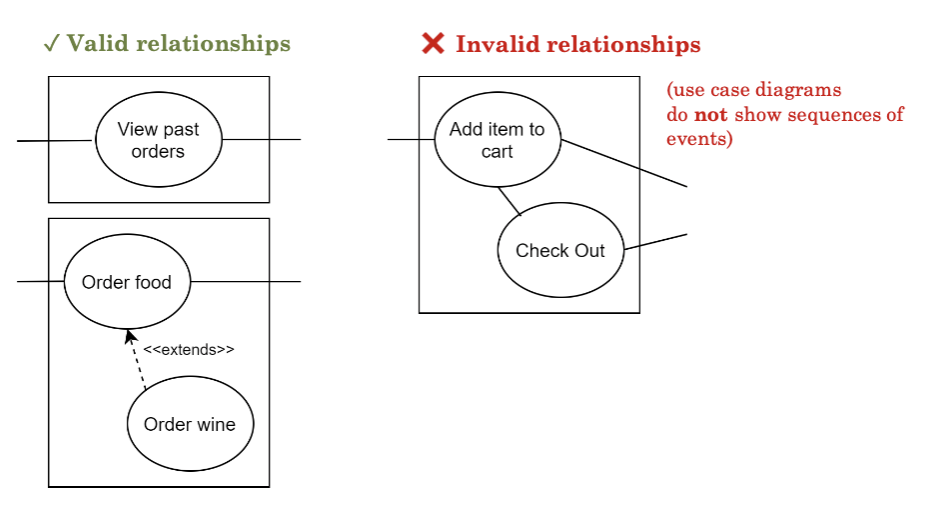 ✓ Valid relationships
View past
orders
Order food
<<extends>>
Order wine
❌ Invalid relationships
(use case diagrams
do not show sequences of
events)
Add item to
cart
Check Out